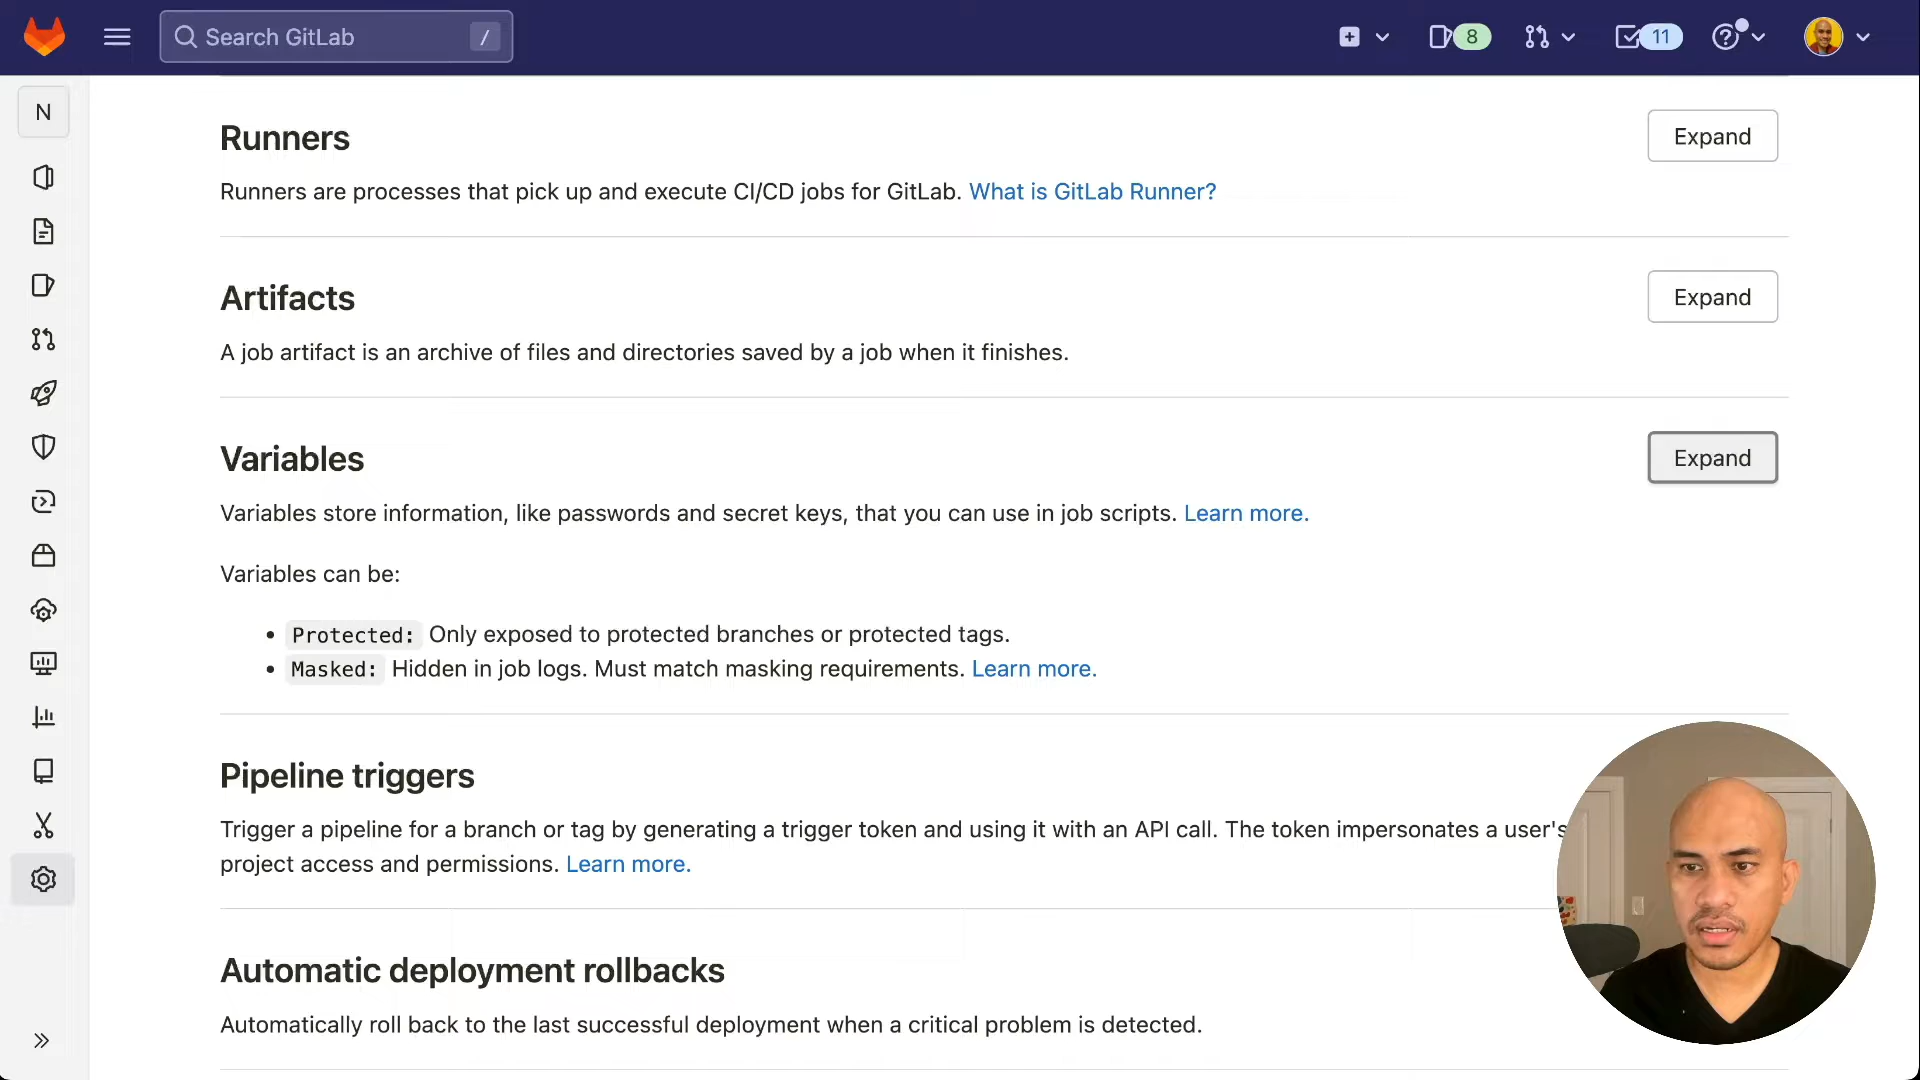 Search GitLab /
8
11
N
Runners
Expand
Runners are processes that pick up and execute CI/CD jobs for GitLab. What is GitLab Runner?
Artifacts
Expand
A job artifact is an archive of files and directories saved by a job when it finishes.
Variables
Expand
Variables store information, like passwords and secret keys, that you can use in job scripts. Learn more.
Variables can be:
• Protected: Only exposed to protected branches or protected tags.
• Masked: Hidden in job logs. Must match masking requirements. Learn more.
Pipeline triggers
Trigger a pipeline for a branch or tag by generating a trigger token and using it with an API call. The token impersonates a user's
project access and permissions. Learn more.
Automatic deployment rollbacks
Automatically roll back to the last successful deployment when a critical problem is detected.